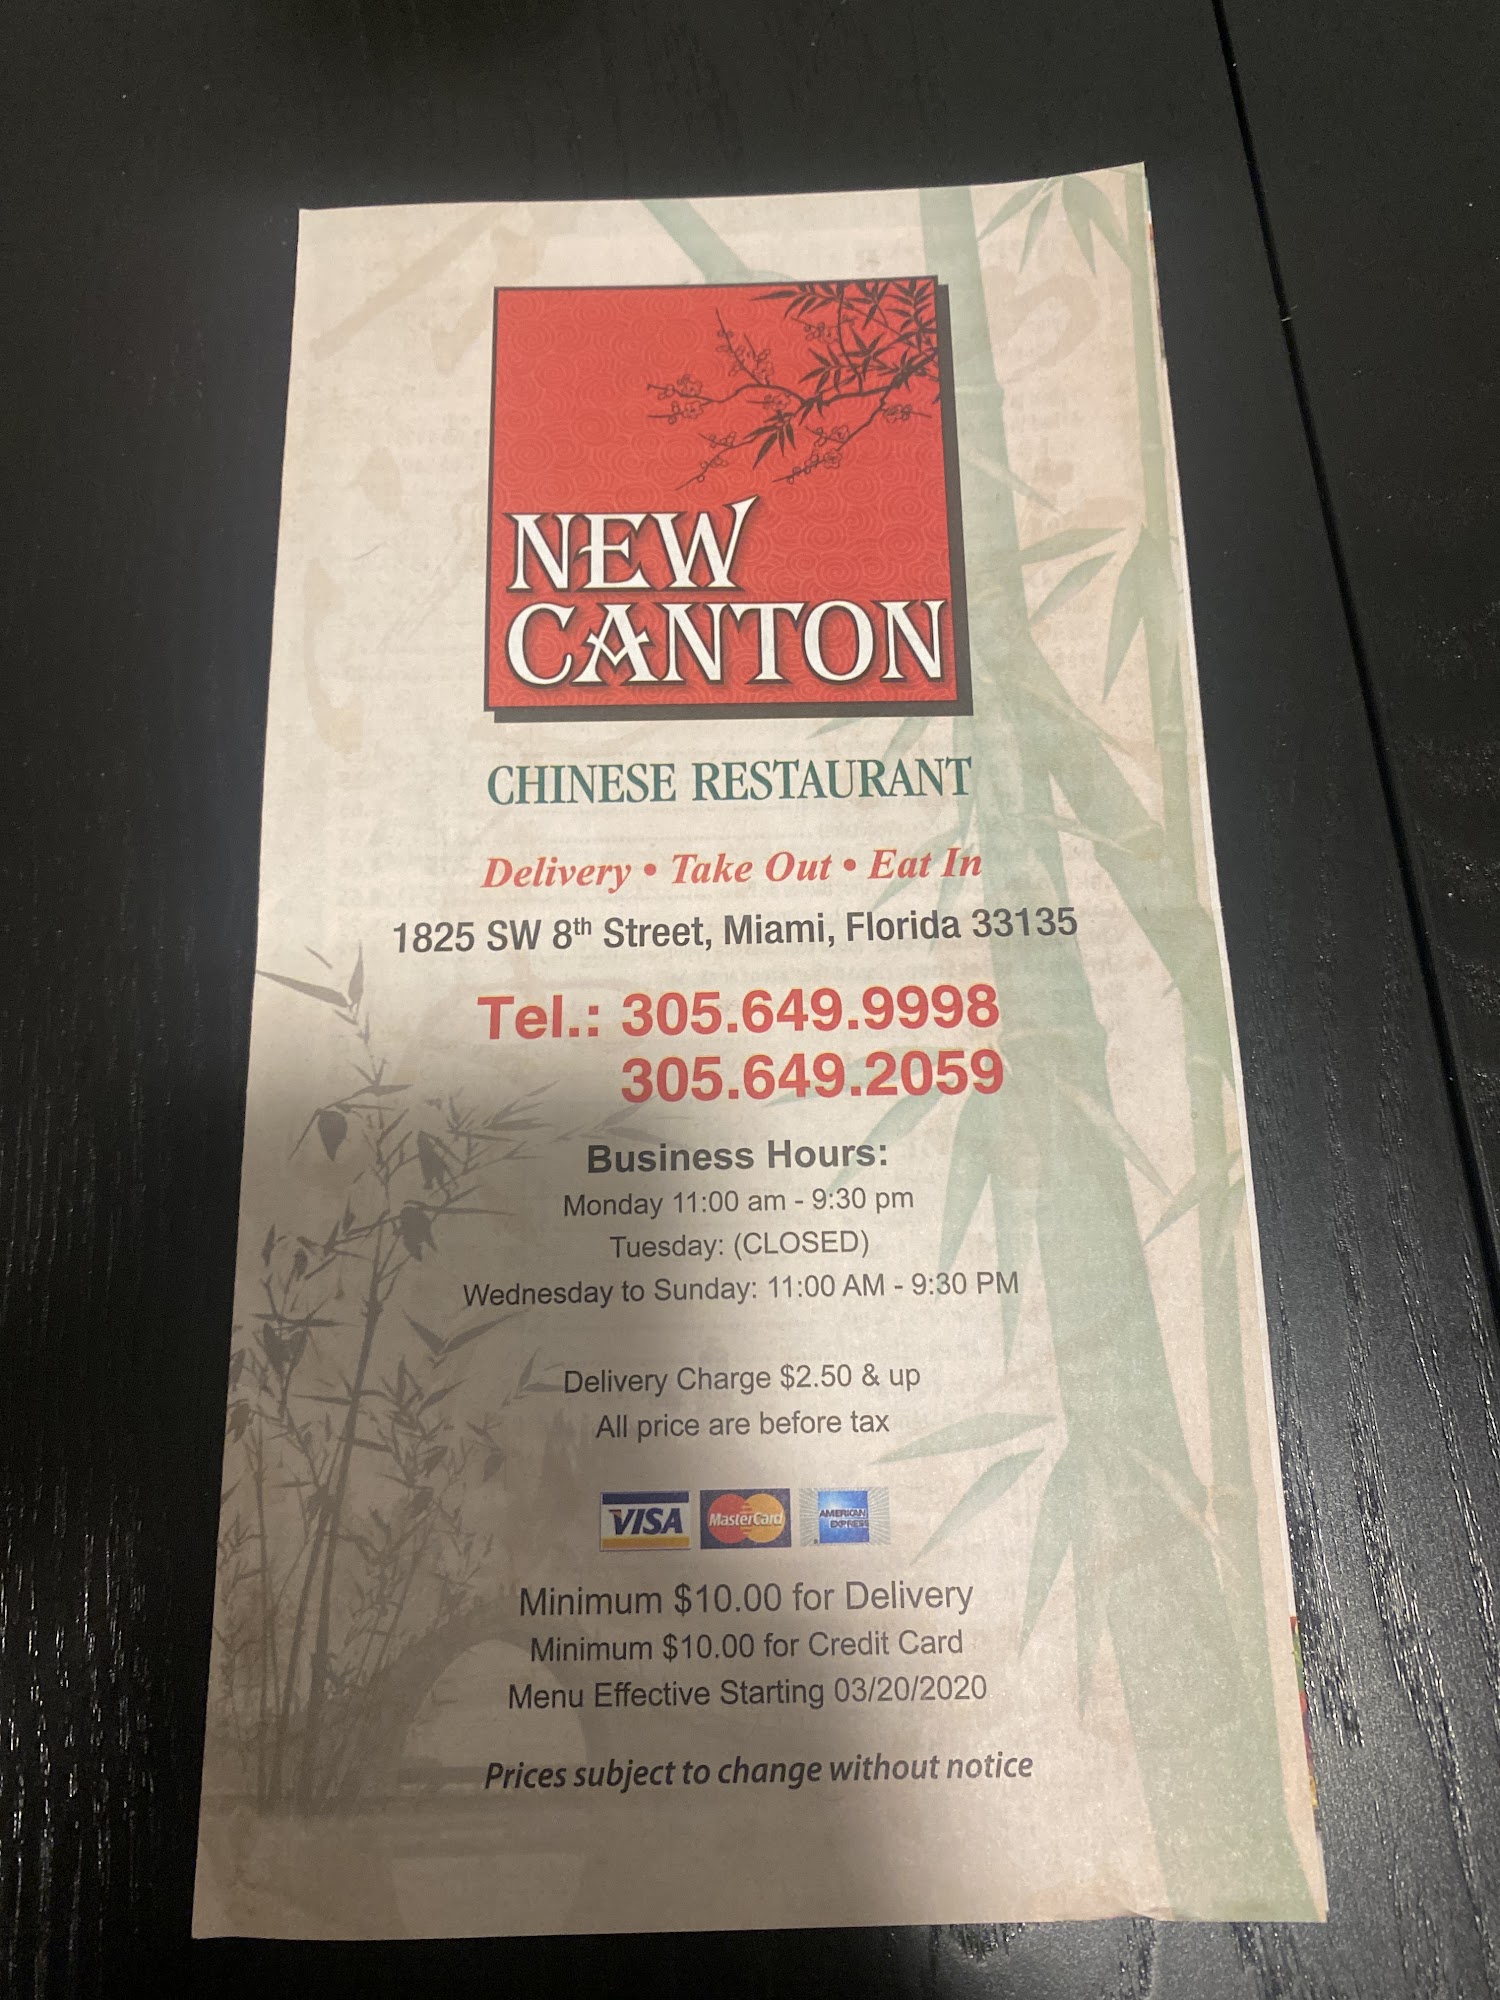 NEW
CANTON
CHINESE RESTAURANT
Delivery • Take Out • Eat In
1825 SW 8th Street, Miami, Florida 33135
Tel.: 305.649.9998
305.649.2059
Business Hours:
Monday 11:00 am - 9:30 pm
Tuesday: (CLOSED)
Wednesday to Sunday: 11:00 AM - 9:30 PM
Delivery Charge $2.50 & up
All price are before tax
VISA MasterCard AMERICAN EXPRESS
Minimum $10.00 for Delivery
Minimum $10.00 for Credit Card
Menu Effective Starting 03/20/2020
Prices subject to change without notice